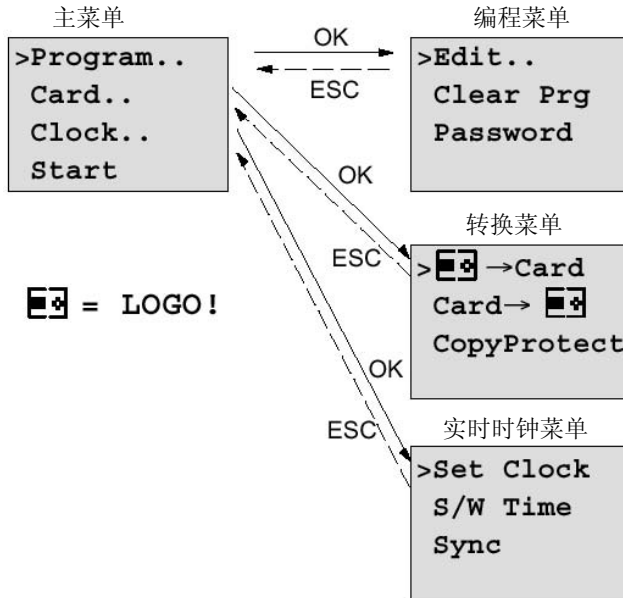 主菜单
>Program..
Card..
Clock..
Start
OK
ESC
编程菜单
>Edit..
Clear Prg
Password
OK
ESC
转换菜单
>→Card
Card→
CopyProtect
= LOGO!
OK
ESC
实时时钟菜单
>Set Clock
S/W Time
Sync